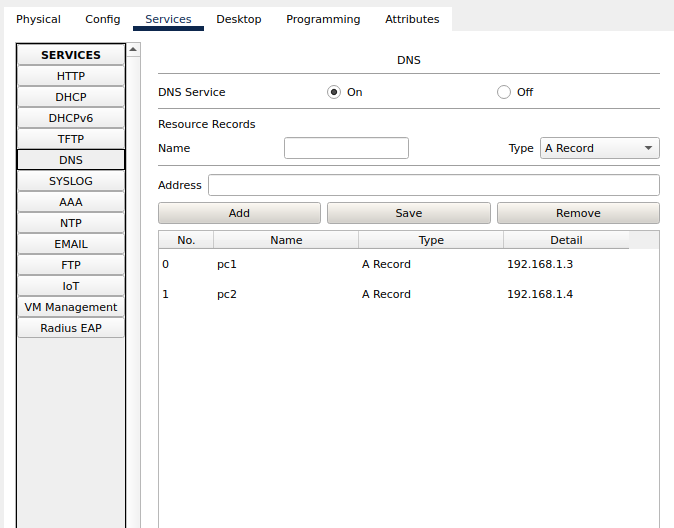 Physical Config Services Desktop Programming Attributes
SERVICES
HTTP
DHCP
DHCPv6
TFTP
DNS
SYSLOG
AAA
NTP
EMAIL
FTP
IoT
VM Management
Radius EAP
DNS
DNS Service On Off
Resource Records
Name Type A Record
Address
Add Save Remove
No. Name Type Detail
0 pc1 A Record 192.168.1.3
1 pc2 A Record 192.168.1.4